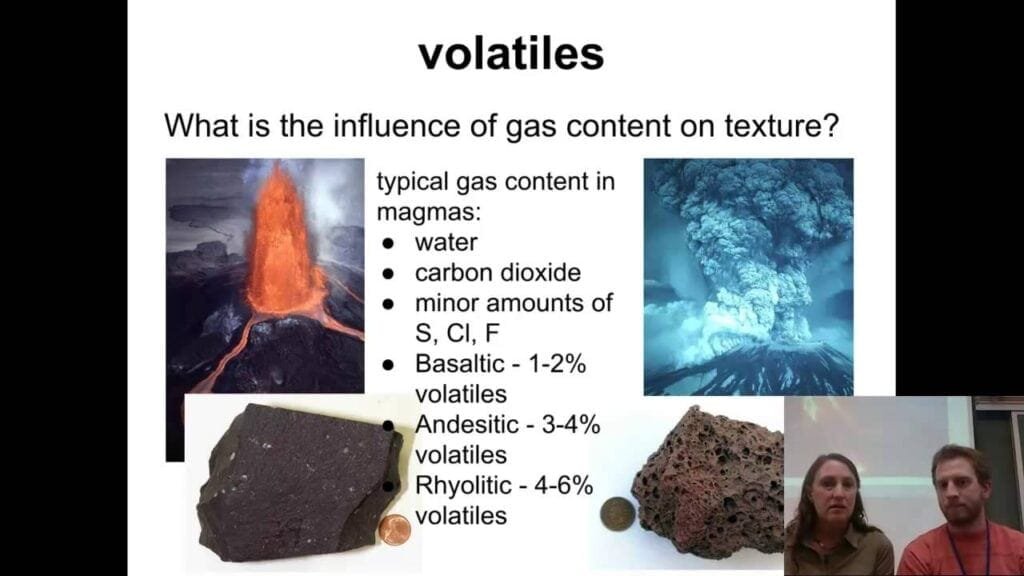 volatiles
What is the influence of gas content on texture?
typical gas content in
magmas:
● water
● carbon dioxide
● minor amounts of
S, Cl, F
● Basaltic - 1-2%
volatiles
● Andesitic - 3-4%
volatiles
● Rhyolitic - 4-6%
volatiles